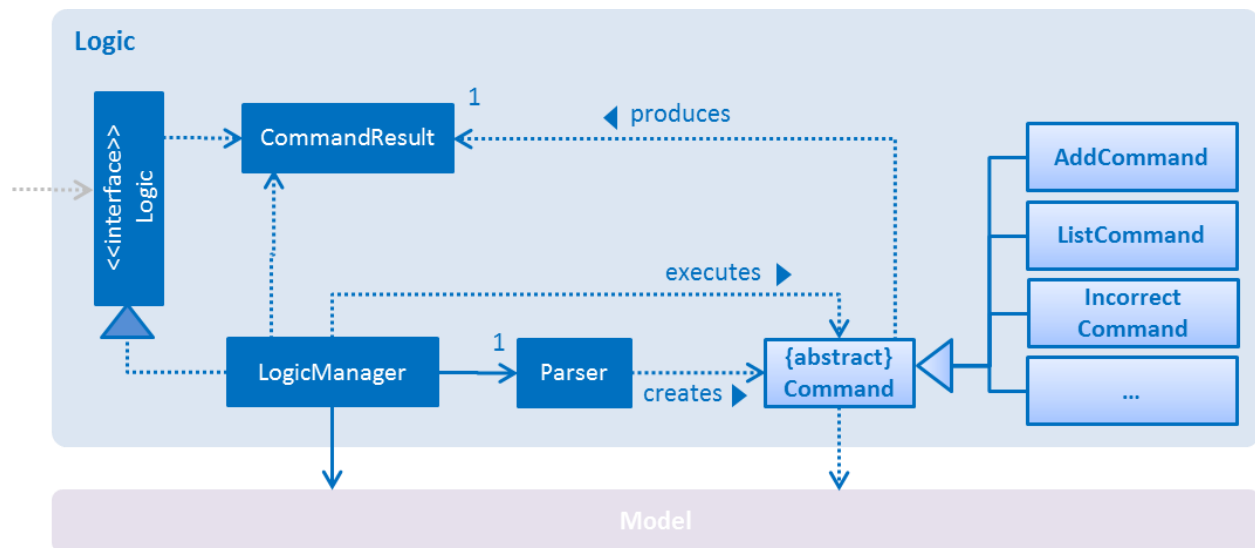 Logic
<<interface>>
Logic
CommandResult
1
produces
AddCommand
ListCommand
executes
Incorrect
Command
LogicManager
1
Parser
creates
{abstract}
Command
...
Model